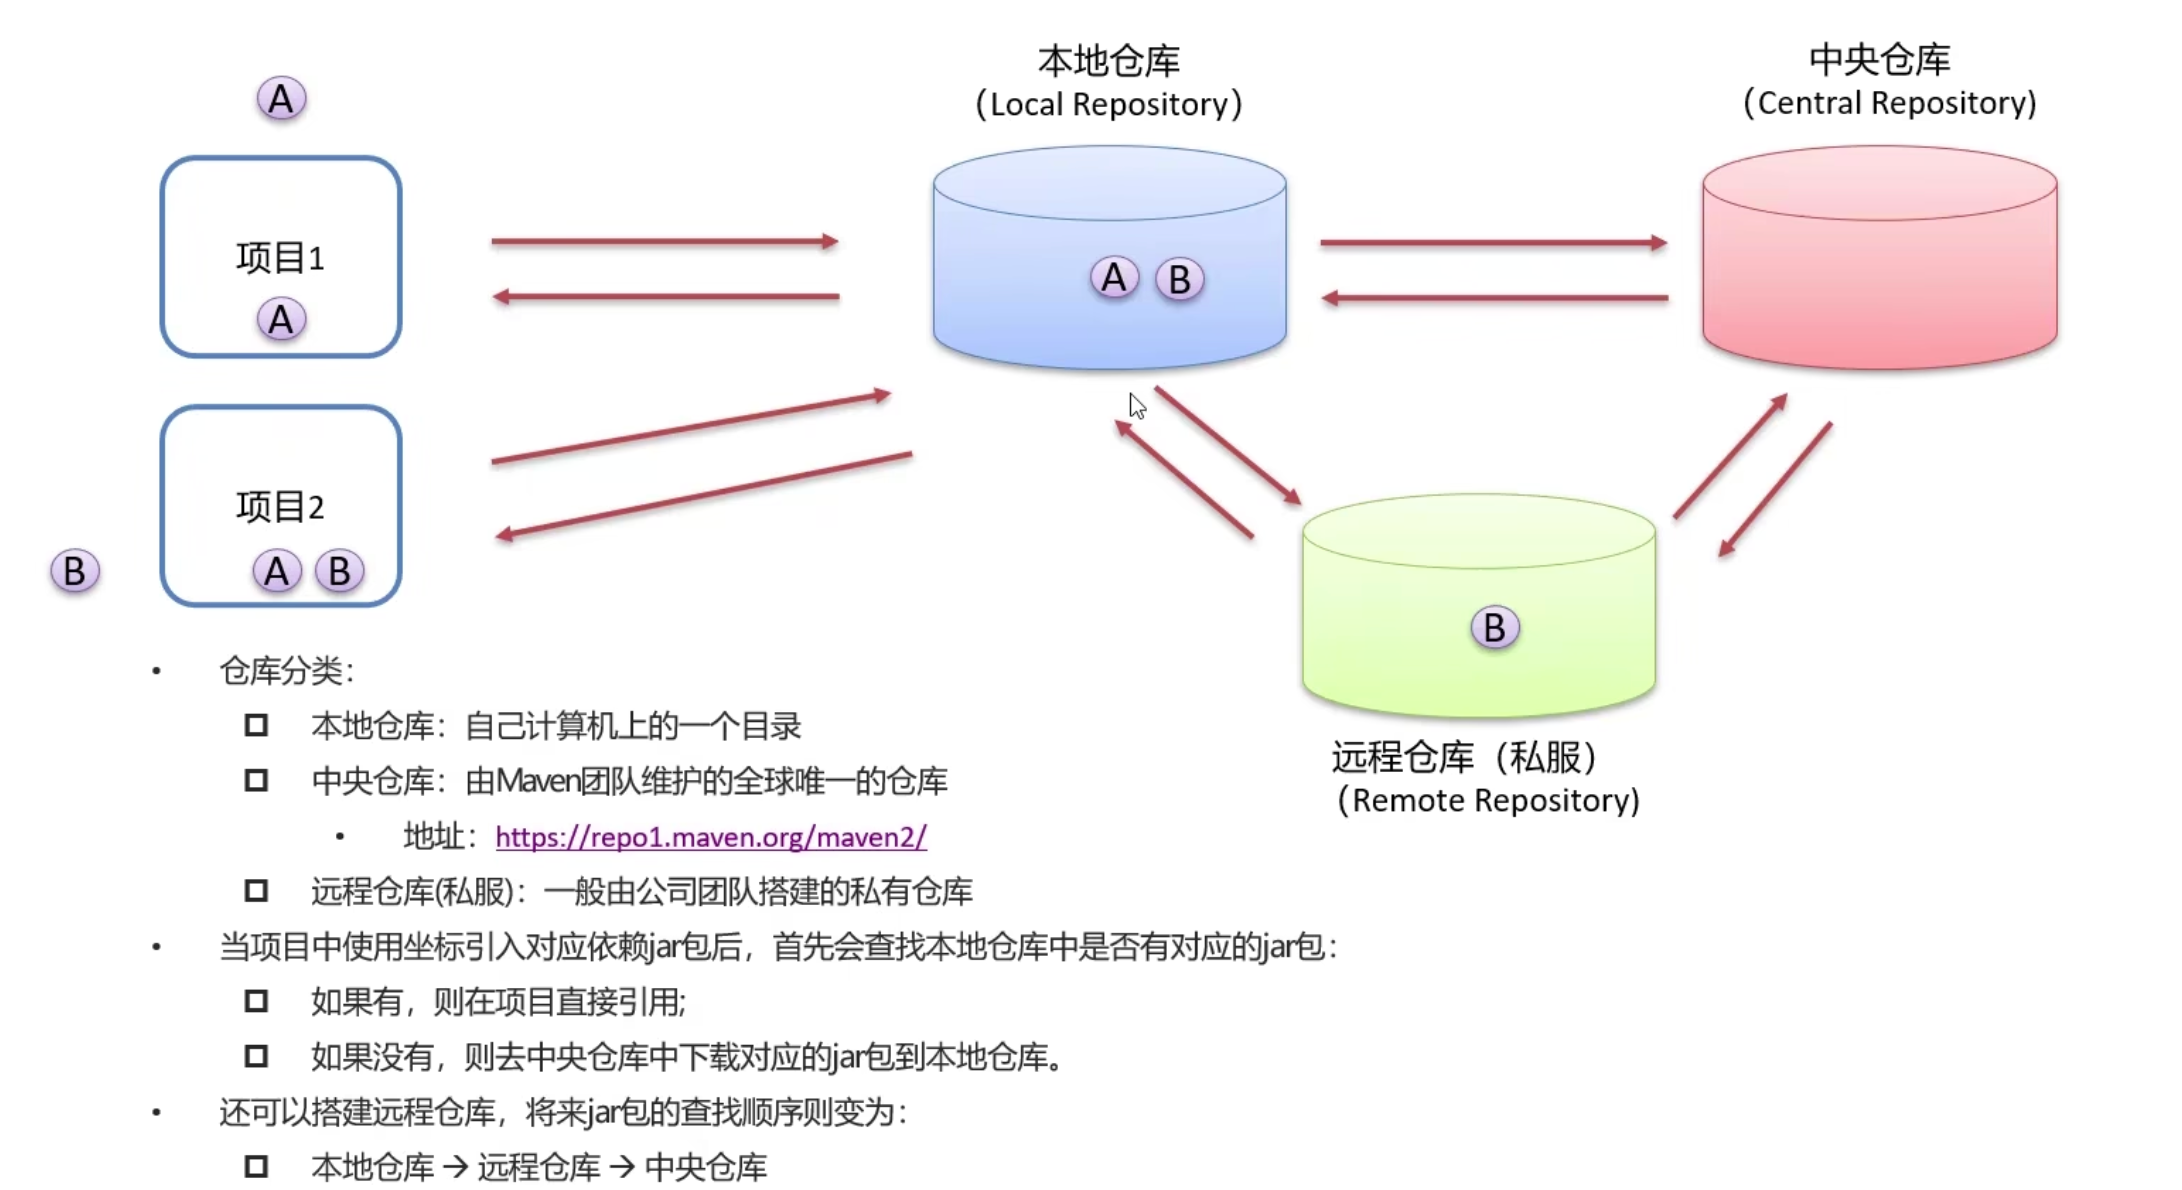 本地仓库
（Local Repository）
中央仓库
（Central Repository)
A
项目1
A
A B
项目2
A B
B
B
远程仓库（私服）
（Remote Repository)
• 仓库分类：
本地仓库：自己计算机上的一个目录
中央仓库：由Maven团队维护的全球唯一的仓库
• 地址：https://repo1.maven.org/maven2/
远程仓库(私服)：一般由公司团队搭建的私有仓库
• 当项目中使用坐标引入对应依赖jar包后，首先会查找本地仓库中是否有对应的jar包：
如果有，则在项目直接引用;
如果没有，则去中央仓库中下载对应的jar包到本地仓库。
• 还可以搭建远程仓库，将来jar包的查找顺序则变为：
本地仓库 → 远程仓库 → 中央仓库